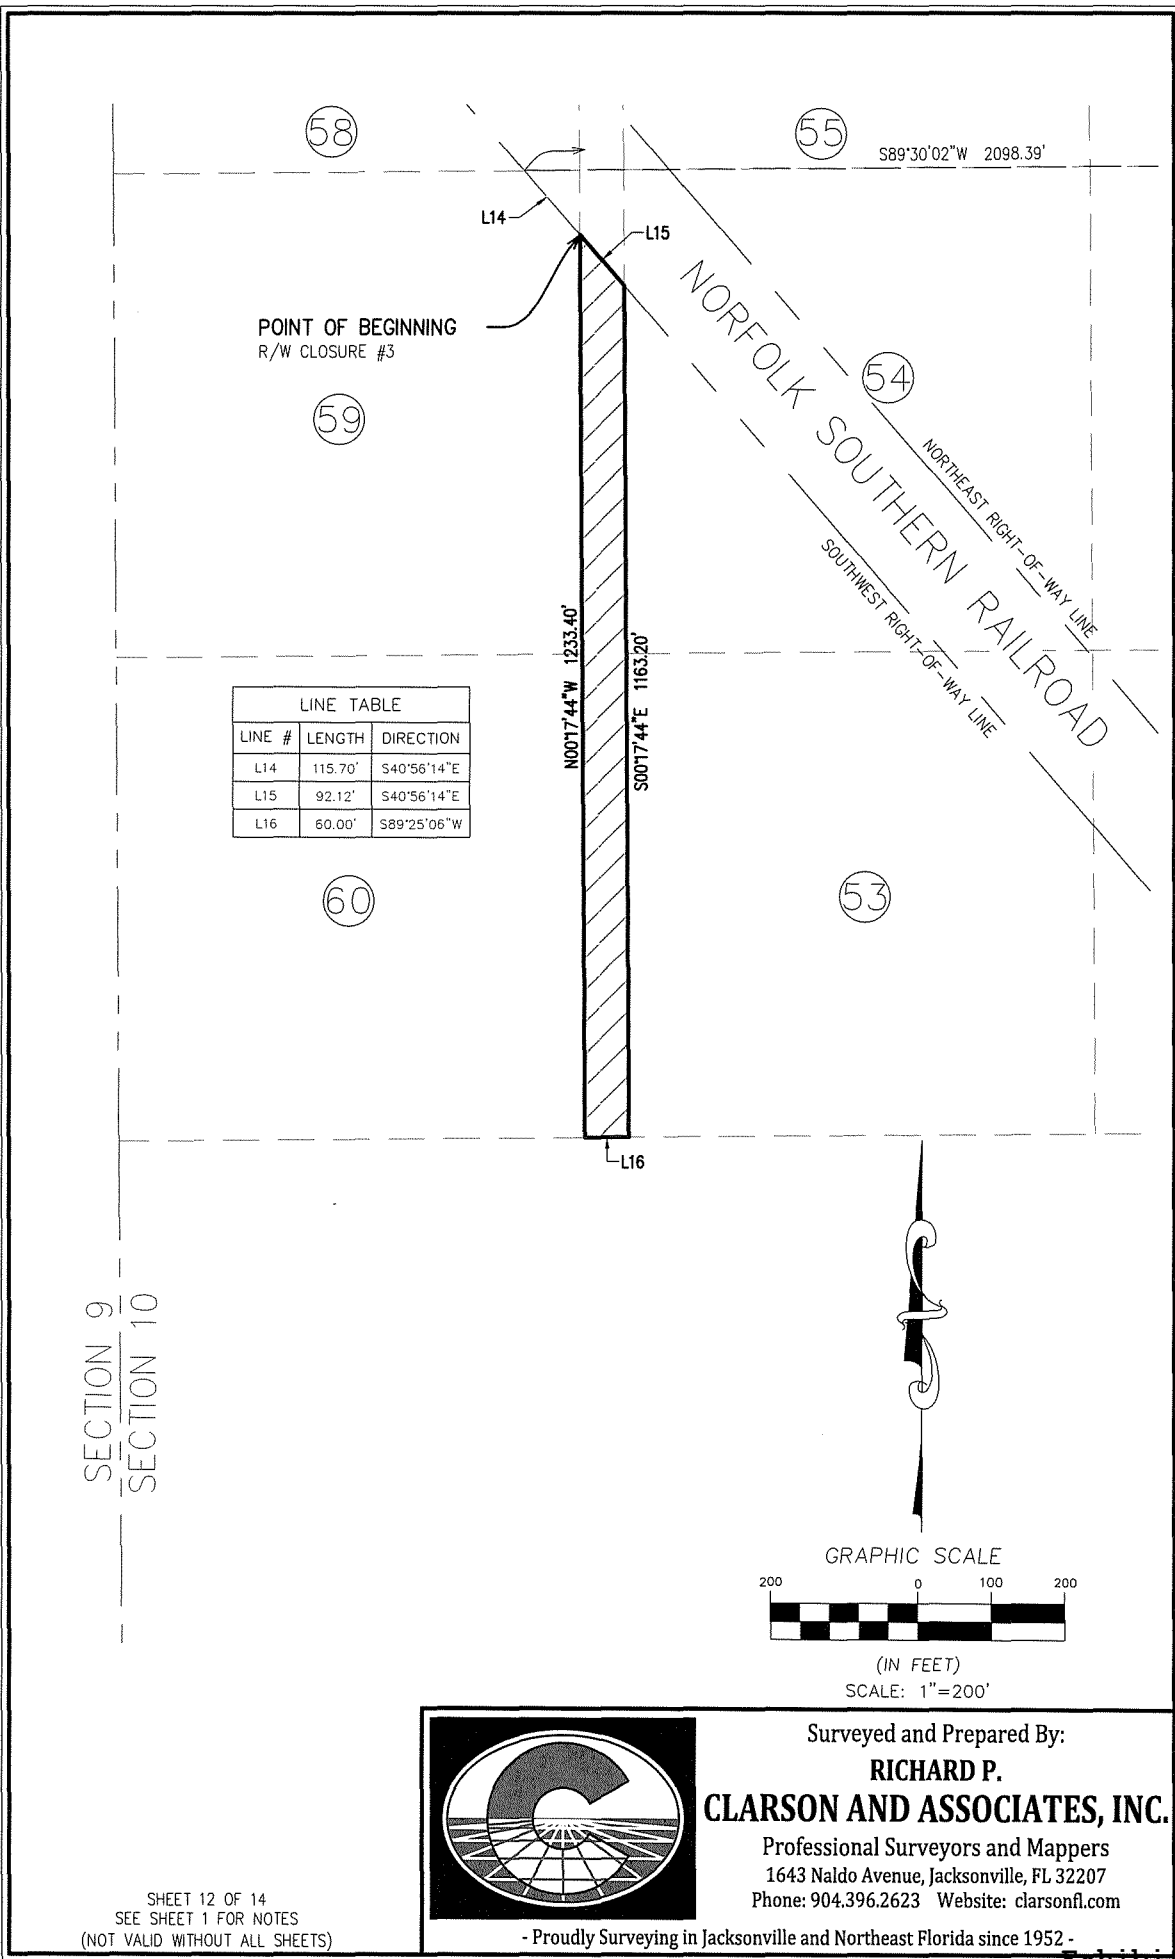 58
55
S89°30'02"W 2098.39'
L14
L15
POINT OF BEGINNING
R/W CLOSURE #3
NORFOLK SOUTHERN RAILROAD
54
NORTHEAST RIGHT-OF-WAY LINE
SOUTHWEST RIGHT-OF-WAY LINE
59
N00°17'44"W 1233.40'
S00°17'44"E 1163.20'
LINE TABLE
LINE # LENGTH DIRECTION
L14 115.70' S40°56'14"E
L15 92.12' S40°56'14"E
L16 60.00' S89°25'06"W
60
53
L16
SECTION 9
SECTION 10
GRAPHIC SCALE
200 0 100 200
(IN FEET)
SCALE: 1"=200'
Surveyed and Prepared By:
RICHARD P.
CLARSON AND ASSOCIATES, INC.
Professional Surveyors and Mappers
1643 Naldo Avenue, Jacksonville, FL 32207
Phone: 904.396.2623 Website: clarsonfl.com
- Proudly Surveying in Jacksonville and Northeast Florida since 1952 -
SHEET 12 OF 14
SEE SHEET 1 FOR NOTES
(NOT VALID WITHOUT ALL SHEETS)